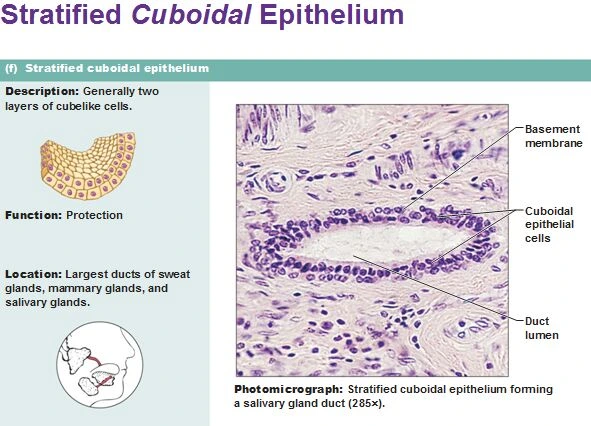 Stratified Cuboidal Epithelium
(f) Stratified cuboidal epithelium
Description: Generally two
layers of cubelike cells.
Function: Protection
Location: Largest ducts of sweat
glands, mammary glands, and
salivary glands.
Basement
membrane
Cuboidal
epithelial
cells
Duct
lumen
Photomicrograph: Stratified cuboidal epithelium forming
a salivary gland duct (285×).